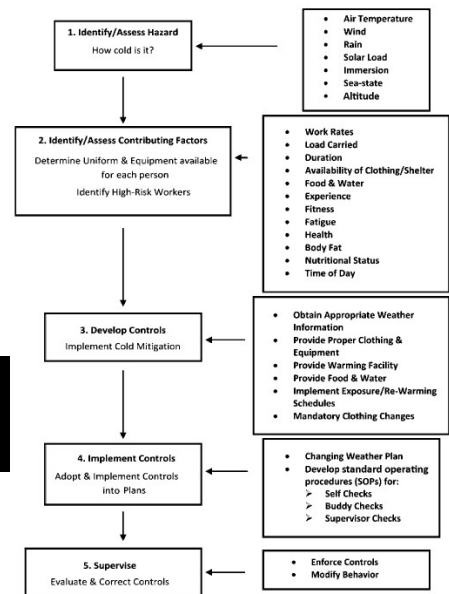 1. Identify/Assess Hazard
How cold is it?
• Air Temperature
• Wind
• Rain
• Solar Load
• Immersion
• Sea-state
• Altitude
2. Identify/Assess Contributing Factors
Determine Uniform & Equipment available
for each person
Identify High-Risk Workers
• Work Rates
• Load Carried
• Duration
• Availability of Clothing/Shelter
• Food & Water
• Experience
• Fitness
• Fatigue
• Health
• Body Fat
• Nutritional Status
• Time of Day
3. Develop Controls
Implement Cold Mitigation
• Obtain Appropriate Weather
Information
• Provide Proper Clothing &
Equipment
• Provide Warming Facility
• Provide Food & Water
• Implement Exposure/Re-Warming
Schedules
• Mandatory Clothing Changes
4. Implement Controls
Adopt & Implement Controls
into Plans
• Changing Weather Plan
• Develop standard operating
procedures (SOPs) for:
➢ Self Checks
➢ Buddy Checks
➢ Supervisor Checks
5. Supervise
Evaluate & Correct Controls
• Enforce Controls
• Modify Behavior